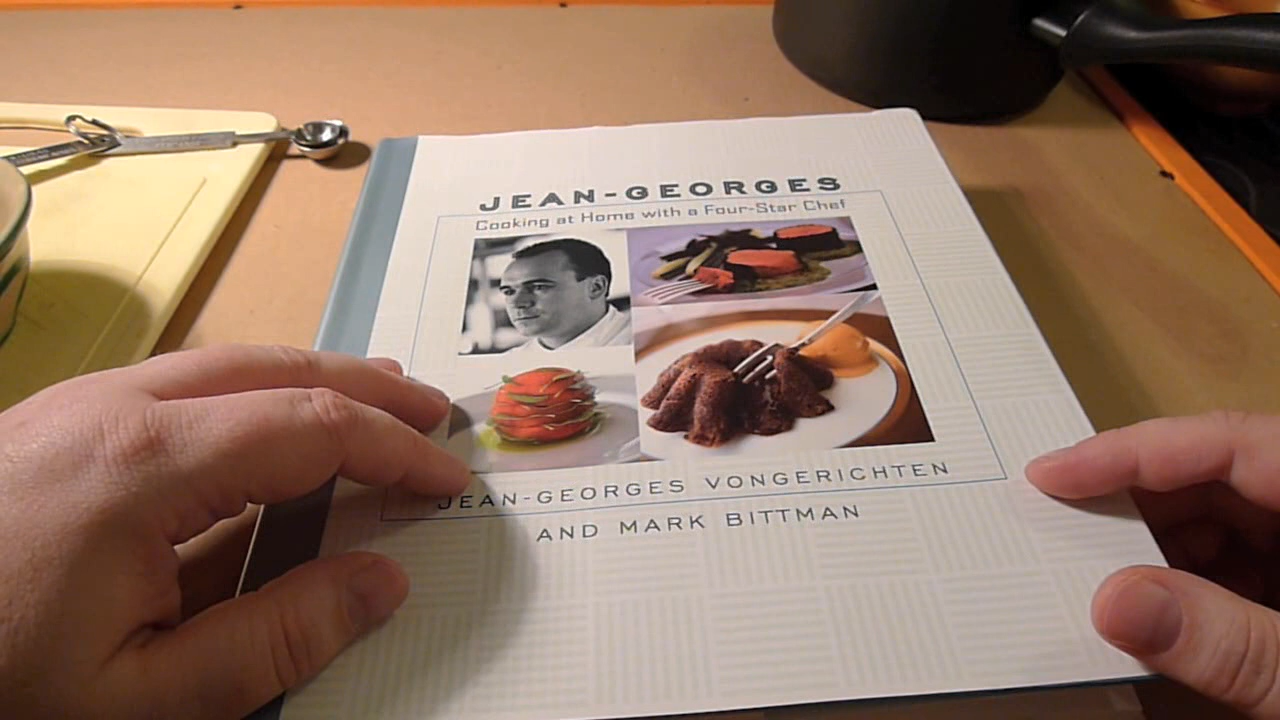 JEAN-GEORGES
Cooking at Home with a Four-Star Chef
JEAN-GEORGES VONGERICHTEN
AND MARK BITTMAN